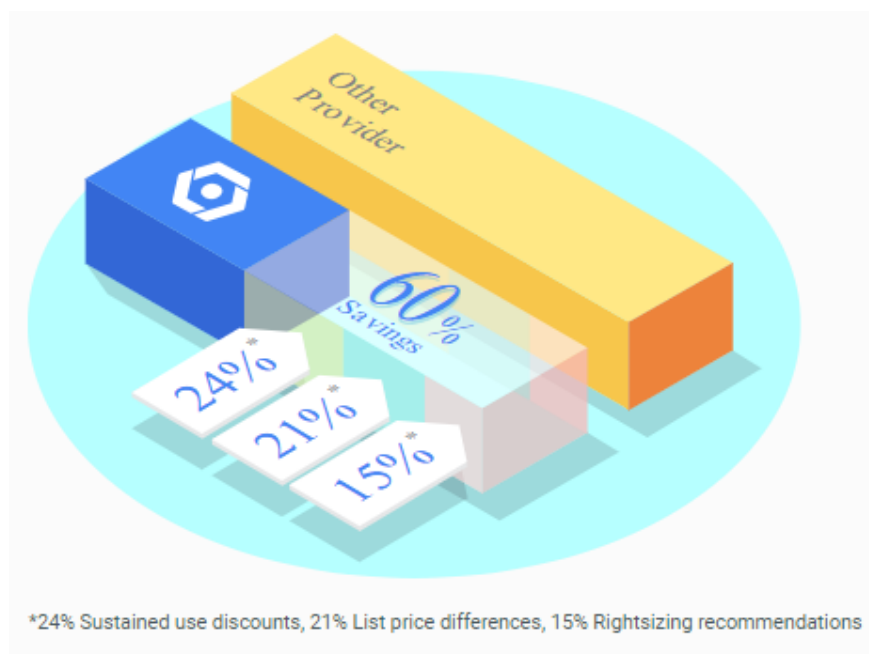 Other
Provider
60%
Savings
24%*
21%*
15%*
*24% Sustained use discounts, 21% List price differences, 15% Rightsizing recommendations